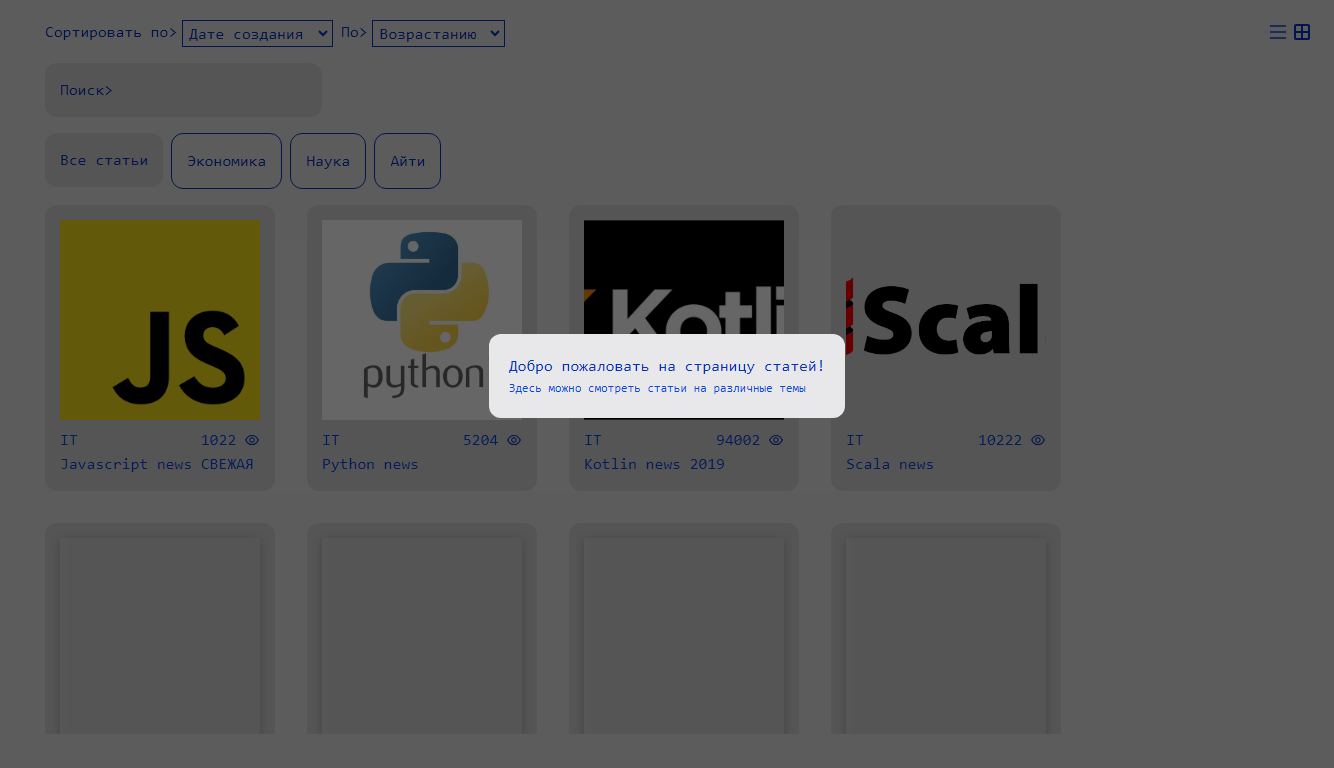 Сортировать по> Дате создания По> Возрастанию
Поиск>
Все статьи Экономика Наука Айти
JS
python
Kotli
Scal
Добро пожаловать на страницу статей!
Здесь можно смотреть статьи на различные темы
IT 1022
Javascript news СВЕЖАЯ
IT 5204
Python news
IT 94002
Kotlin news 2019
IT 10222
Scala news